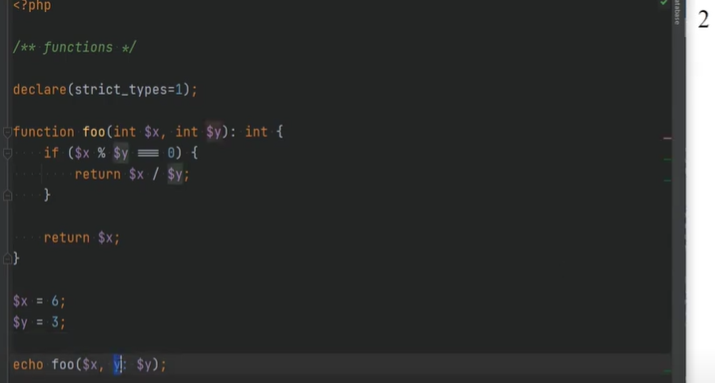 <?php
/** functions */
declare(strict_types=1);
function foo(int $x, int $y): int {
if ($x % $y === 0) {
return $x / $y;
}
return $x;
}
$x = 6;
$y = 3;
echo foo($x, y: $y);
2